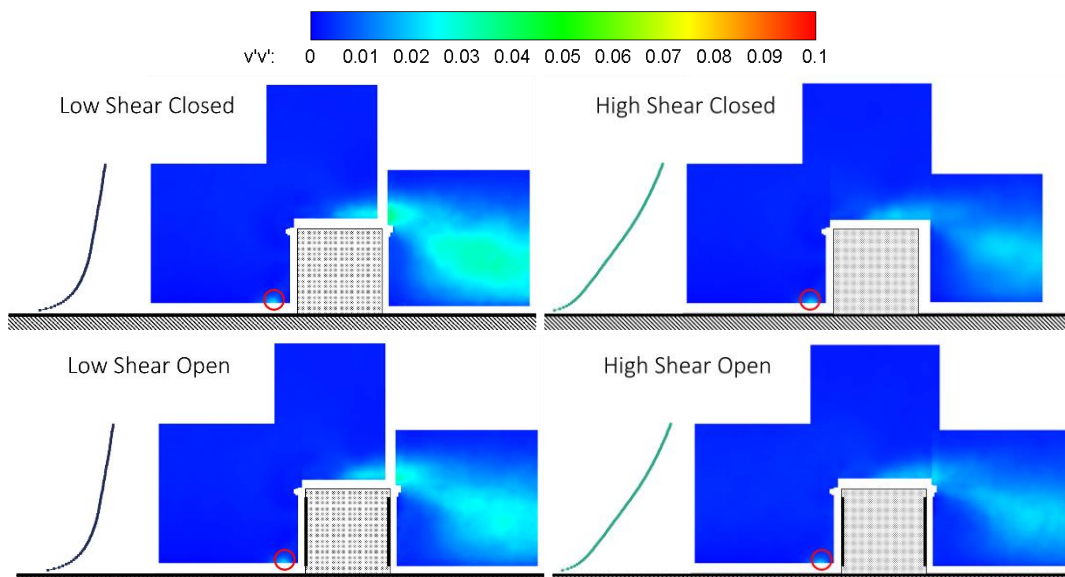 v'v': 0 0.01 0.02 0.03 0.04 0.05 0.06 0.07 0.08 0.09 0.1
Low Shear Closed
High Shear Closed
Low Shear Open
High Shear Open